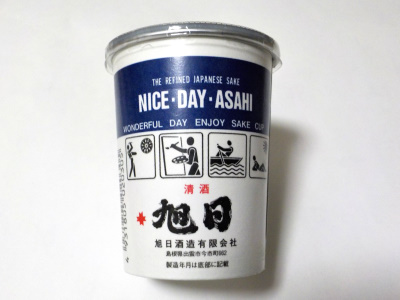 THE REFINED JAPANESE SAKE
NICE・DAY・ASAHI
WONDERFUL DAY ENJOY SAKE CUP
清酒
旭日
旭日酒造有限会社
島根県出雲市今市町662
製造年月は底部に記載